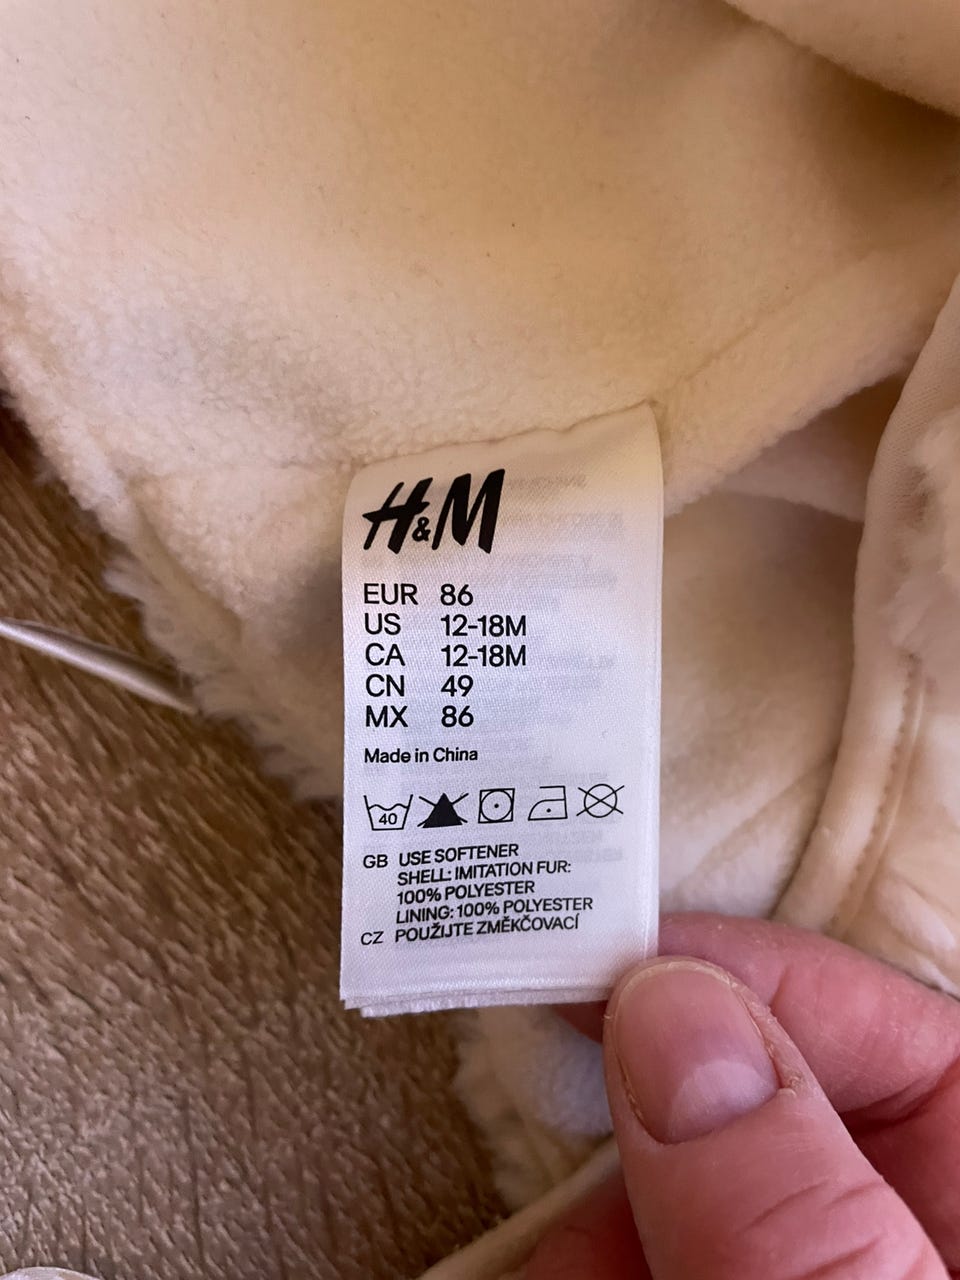 H&M
EUR 86
US 12-18M
CA 12-18M
CN 49
MX 86
Made in China
40
GB USE SOFTENER
SHELL: IMITATION FUR:
100% POLYESTER
LINING: 100% POLYESTER
CZ POUŽIJTE ZMĚKČOVACÍ